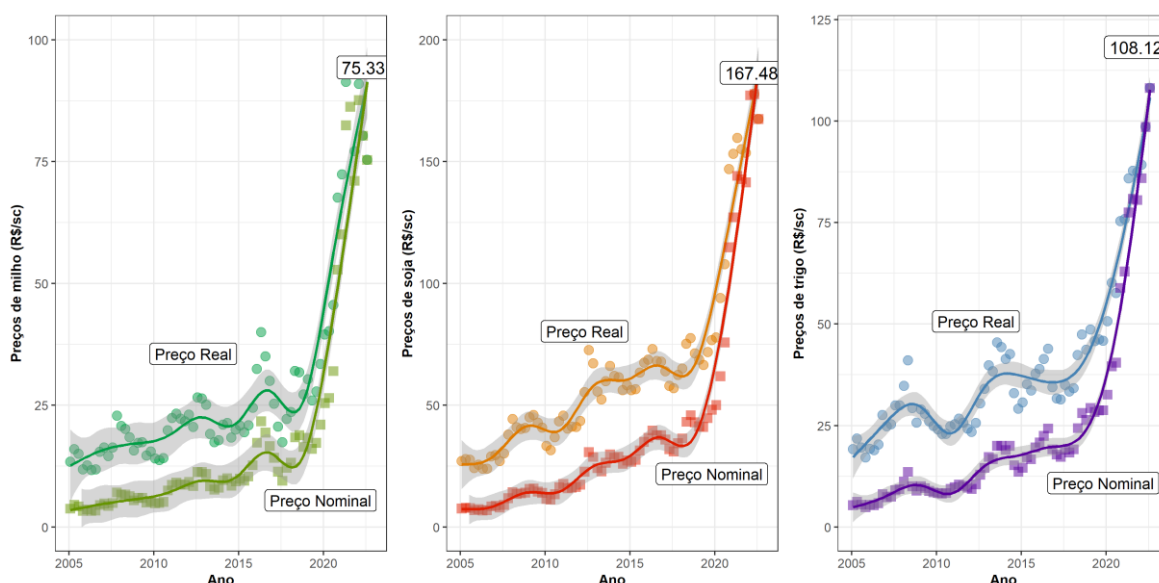 Preços de milho (R$/sc)
100
75
50
25
0
75.33
Preço Real
Preço Nominal
2005
2010
2015
2020
Ano
Preços de soja (R$/sc)
200
150
100
50
0
167.48
Preço Real
Preço Nominal
2005
2010
2015
2020
Ano
Preços de trigo (R$/sc)
125
100
75
50
25
0
108.12
Preço Real
Preço Nominal
2005
2010
2015
2020
Ano